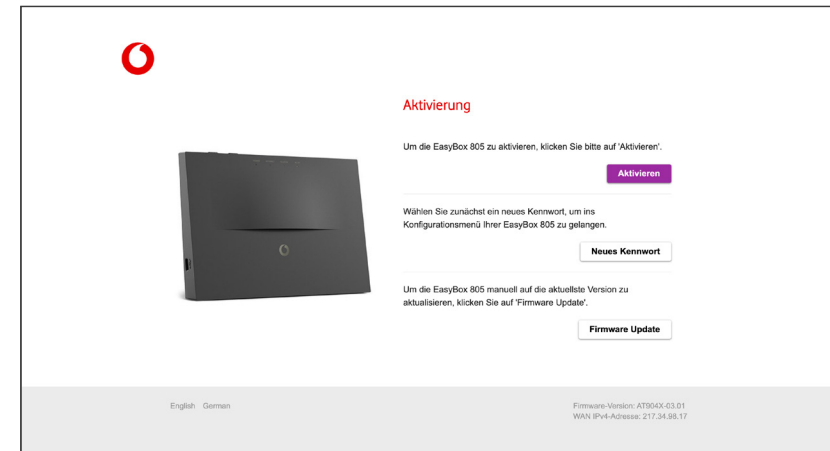 Aktivierung
Um die EasyBox 805 zu aktivieren, klicken Sie bitte auf 'Aktivieren'.
Aktivieren
Wählen Sie zunächst ein neues Kennwort, um ins
Konfigurationsmenü Ihrer EasyBox 805 zu gelangen.
Neues Kennwort
Um die EasyBox 805 manuell auf die aktuellste Version zu
aktualisieren, klicken Sie auf 'Firmware Update'.
Firmware Update
English German
Firmware-Version: AT904X-03.01
WAN IPv4-Adresse: 217.34.98.17